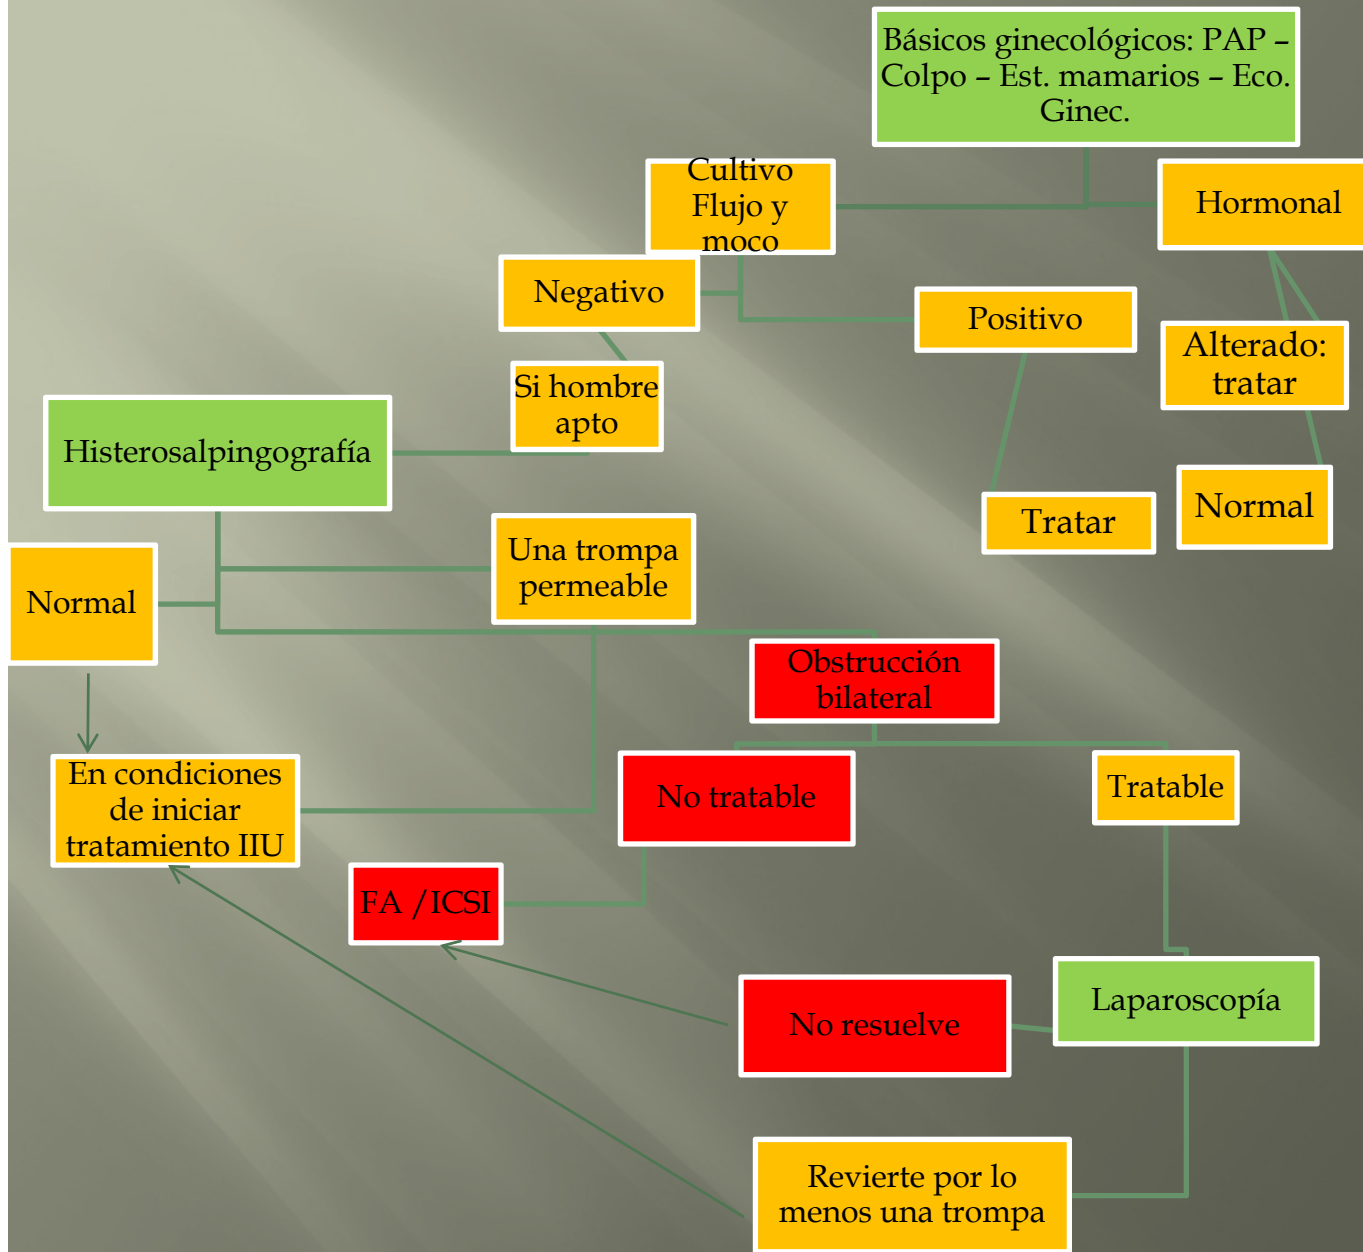 Básicos ginecológicos: PAP –
Colpo – Est. mamarios – Eco.
Ginec.
Cultivo
Flujo y
moco
Hormonal
Negativo
Positivo
Alterado:
tratar
Si hombre
apto
Histerosalpingografía
Normal
Tratar
Una trompa
permeable
Normal
Obstrucción
bilateral
En condiciones
de iniciar
tratamiento IIU
No tratable
Tratable
FA /ICSI
No resuelve
Laparoscopía
Revierte por lo
menos una trompa